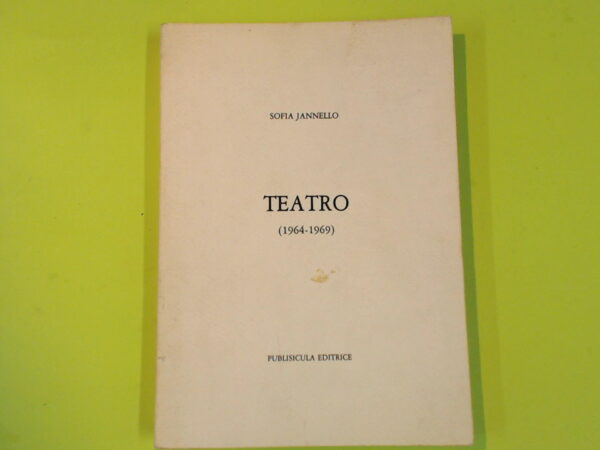 SOFIA JANNELLO
TEATRO
(1964-1969)
PUBLISICULA EDITRICE